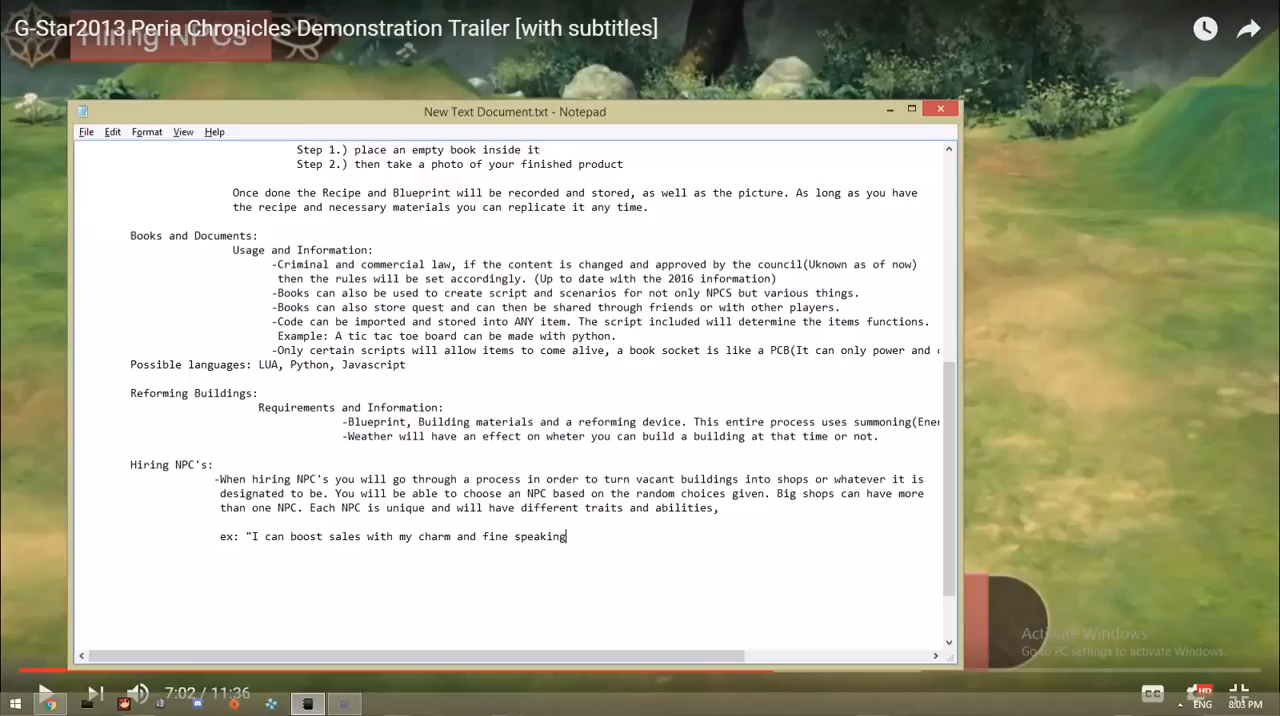 G-Star2013 Peria Chronicles Demonstration Trailer [with subtitles]
Hiring NPCs
New Text Document.txt - Notepad
File Edit Format View Help
Step 1.) place an empty book inside it
Step 2.) then take a photo of your finished product
Once done the Recipe and Blueprint will be recorded and stored, as well as the picture. As long as you have
the recipe and necessary materials you can replicate it any time.
Books and Documents:
Usage and Information:
-Criminal and commercial law, if the content is changed and approved by the council(Uknown as of now)
then the rules will be set accordingly. (Up to date with the 2016 information)
-Books can also be used to create script and scenarios for not only NPCS but various things.
-Books can also store quest and can then be shared through friends or with other players.
-Code can be imported and stored into ANY item. The script included will determine the items functions.
Example: A tic tac toe board can be made with python.
-Only certain scripts will allow items to come alive, a book socket is like a PCB(It can only power and
Possible languages: LUA, Python, Javascript
Reforming Buildings:
Requirements and Information:
-Blueprint, Building materials and a reforming device. This entire process uses summoning(Ener
-Weather will have an effect on wheter you can build a building at that time or not.
Hiring NPC's:
-When hiring NPC's you will go through a process in order to turn vacant buildings into shops or whatever it is
designated to be. You will be able to choose an NPC based on the random choices given. Big shops can have more
than one NPC. Each NPC is unique and will have different traits and abilities,
ex: "I can boost sales with my charm and fine speaking
Activate Windows
Go to PC settings to activate Windows.
7:02 / 11:36
CC
HD
ENG
8:03 PM